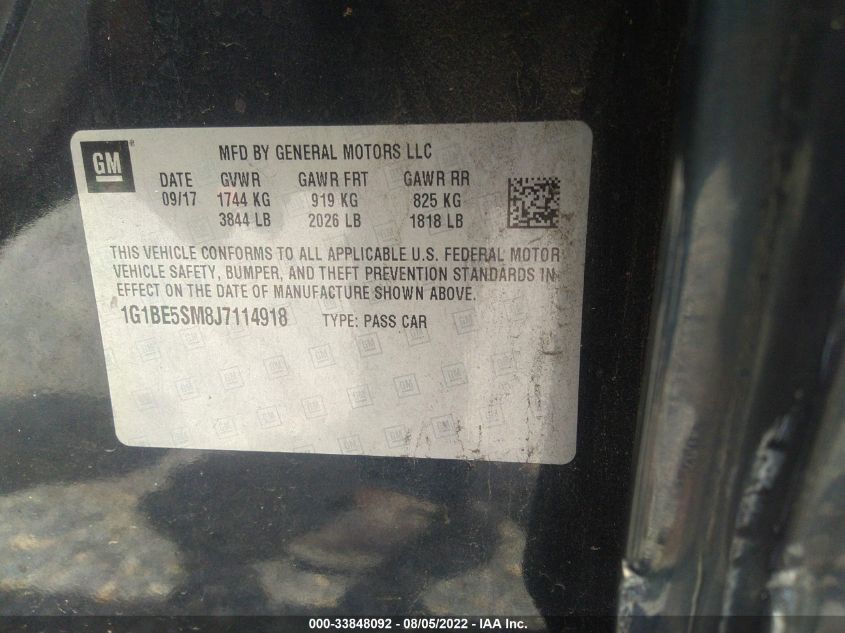 GM ® MFD BY GENERAL MOTORS LLC
DATE GVWR GAWR FRT GAWR RR
09/17 1744 KG 919 KG 825 KG
3844 LB 2026 LB 1818 LB
THIS VEHICLE CONFORMS TO ALL APPLICABLE U.S. FEDERAL MOTOR
VEHICLE SAFETY, BUMPER, AND THEFT PREVENTION STANDARDS IN
EFFECT ON THE DATE OF MANUFACTURE SHOWN ABOVE.
1G1BE5SM8J7114918 TYPE: PASS CAR
000-33848092 - 08/05/2022 - IAA Inc.